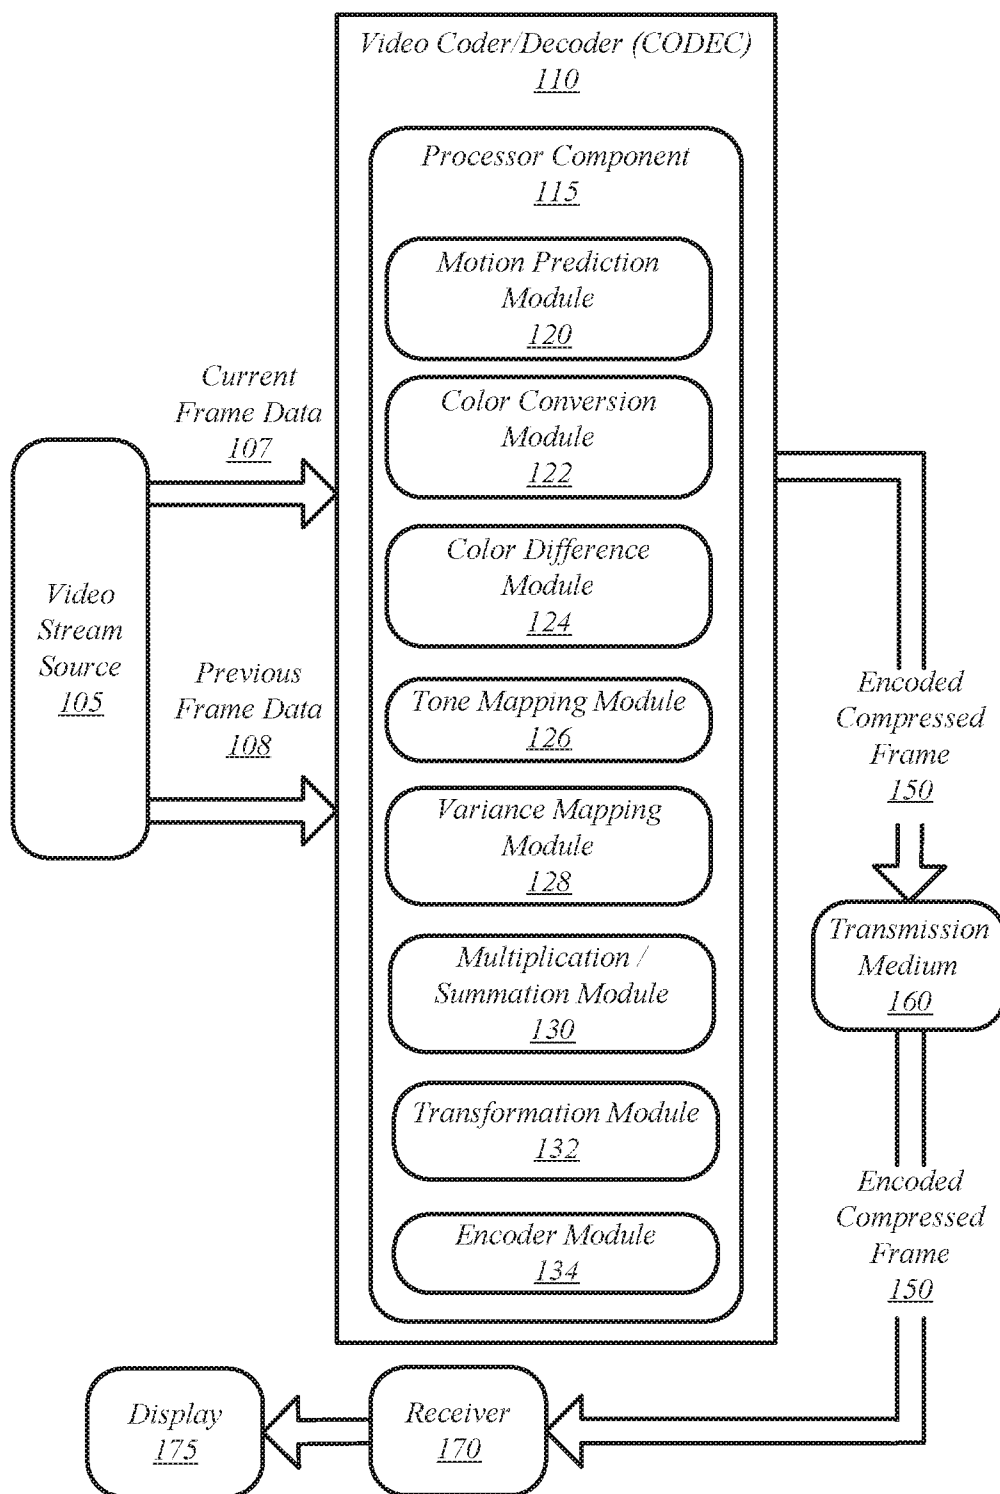 Video Coder/Decoder (CODEC)
110
Processor Component
115
Motion Prediction
Module
120
Color Conversion
Module
122
Color Difference
Module
124
Tone Mapping Module
126
Variance Mapping
Module
128
Multiplication /
Summation Module
130
Transformation Module
132
Encoder Module
134
Current
Frame Data
107
Video
Stream
Source
105
Previous
Frame Data
108
Encoded
Compressed
Frame
150
Transmission
Medium
160
Encoded
Compressed
Frame
150
Receiver
170
Display
175